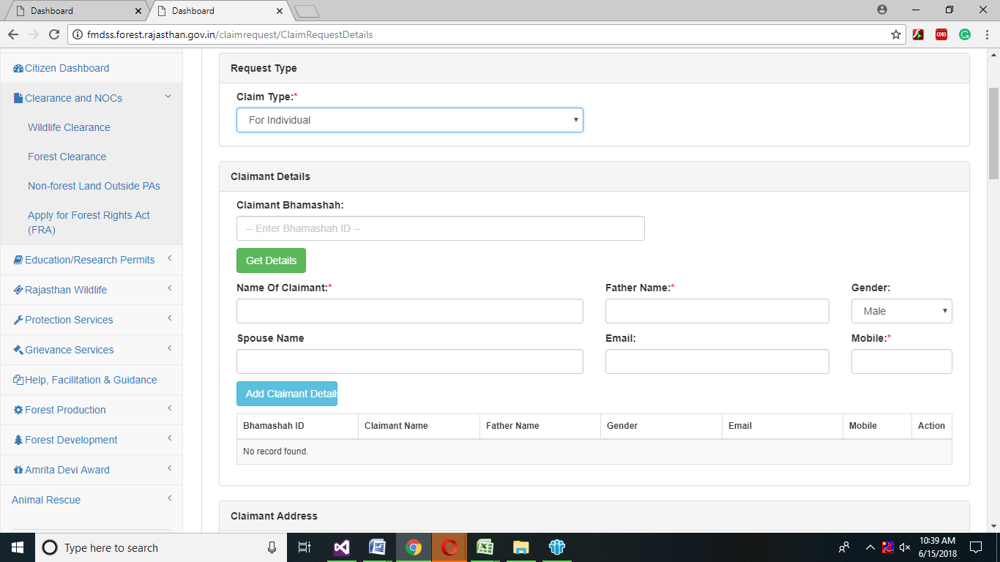 Dashboard
Dashboard
fmdss.forest.rajasthan.gov.in/claimrequest/ClaimRequestDetails
CORS
Citizen Dashboard
Clearance and NOCs
Wildlife Clearance
Forest Clearance
Non-forest Land Outside PAs
Apply for Forest Rights Act
(FRA)
Education/Research Permits
Rajasthan Wildlife
Protection Services
Grievance Services
Help, Facilitation & Guidance
Forest Production
Forest Development
Amrita Devi Award
Animal Rescue
Request Type
Claim Type:*
For Individual
Claimant Details
Claimant Bhamashah:
-- Enter Bhamashah ID --
Get Details
Name Of Claimant:* Father Name:* Gender:
Male
Spouse Name Email: Mobile:*
Add Claimant Details
Bhamashah ID Claimant Name Father Name Gender Email Mobile Action
No record found.
Claimant Address
Type here to search
10:39 AM
6/15/2018